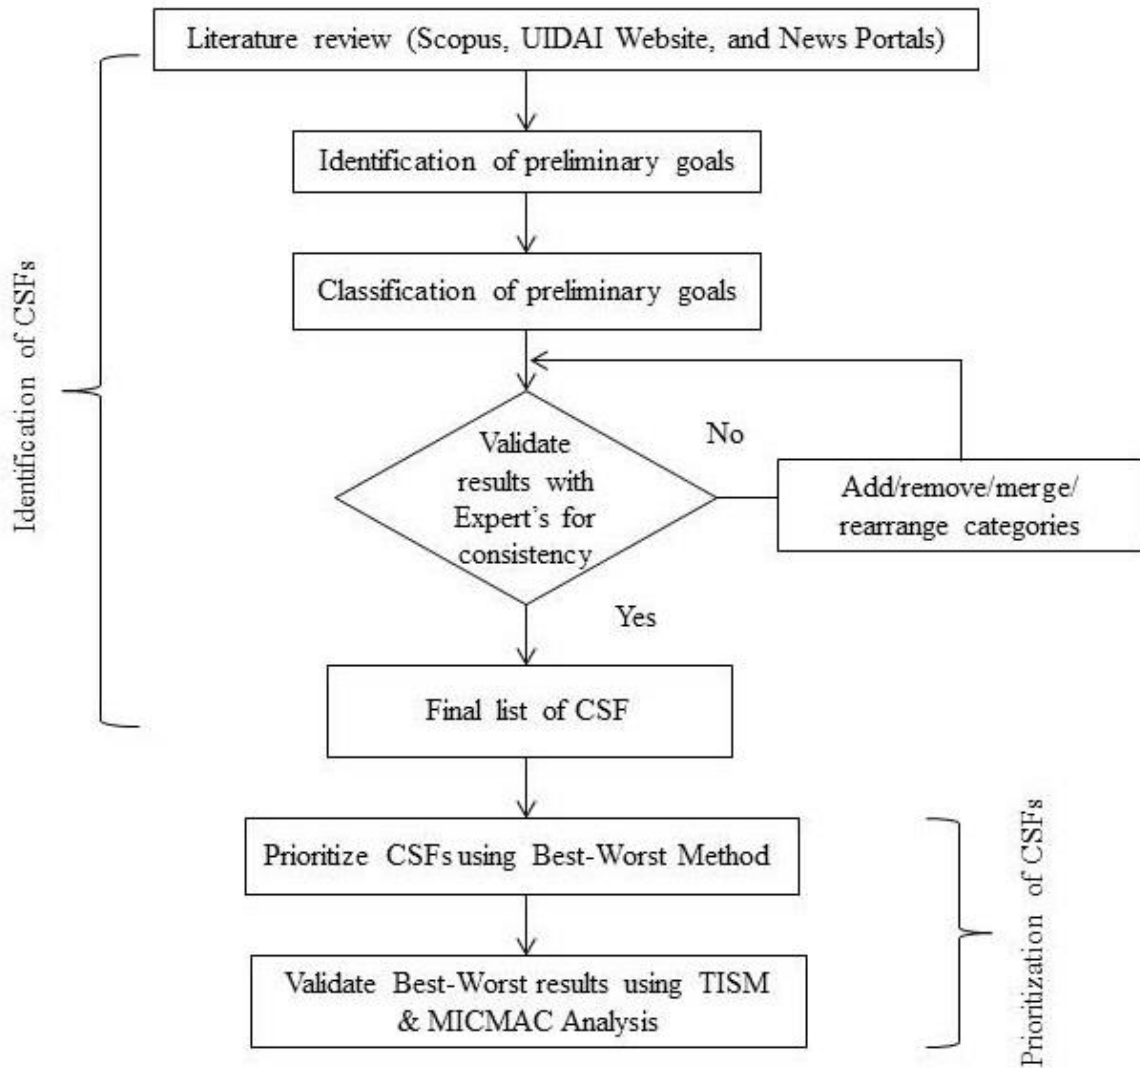 Literature review (Scopus, UIDAI Website, and News Portals)
Identification of preliminary goals
Classification of preliminary goals
Identification of CSFs
Validate
results with
Expert's for
consistency
No
Add/remove/merge/
rearrange categories
Yes
Final list of CSF
Prioritize CSFs using Best-Worst Method
Validate Best-Worst results using TISM
& MICMAC Analysis
Prioritization of CSFs